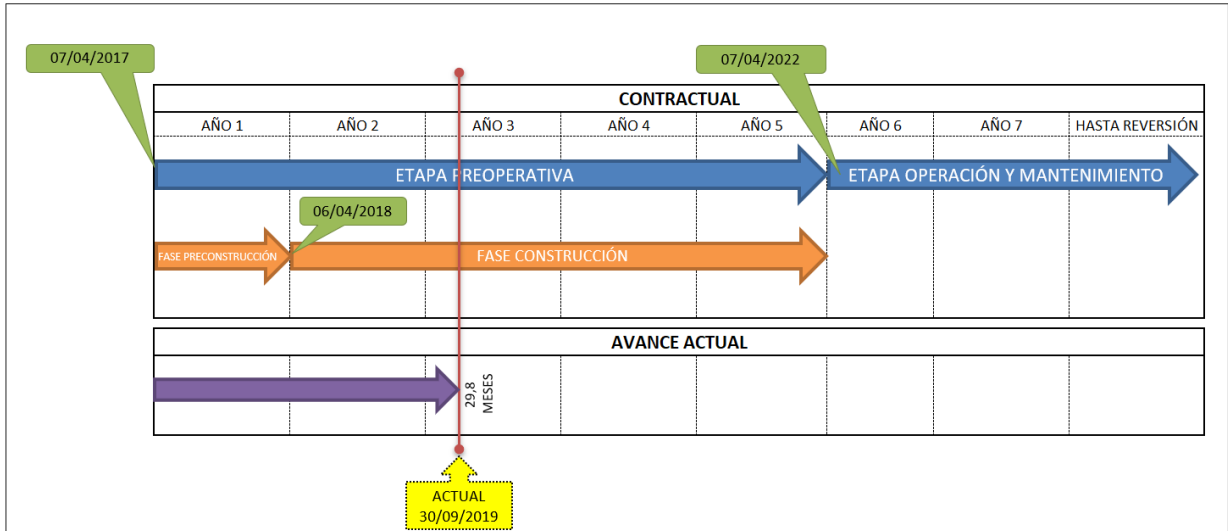 07/04/2017
07/04/2022
CONTRACTUAL
AÑO 1 AÑO 2 AÑO 3 AÑO 4 AÑO 5 AÑO 6 AÑO 7 HASTA REVERSIÓN
ETAPA PREOPERATIVA ETAPA OPERACIÓN Y MANTENIMIENTO
06/04/2018
FASE PRECONSTRUCCIÓN FASE CONSTRUCCIÓN
AVANCE ACTUAL
29,8
MESES
ACTUAL
30/09/2019